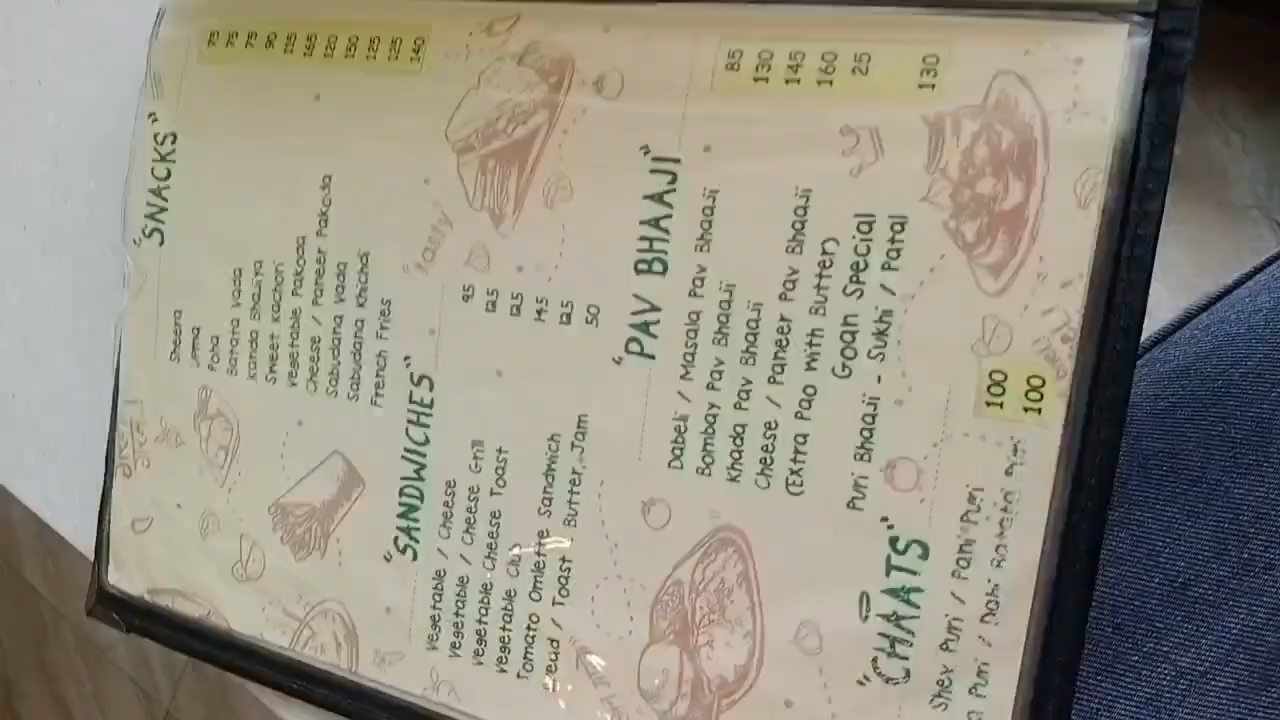 "SNACKS"
Sheera 75
Upma 75
Poha 75
Batata Vada 90
Kanda Bhajiya 115
Sweet Kachori 165
Vegetable Pakoda 120
Cheese / Paneer Pakoda 150
Sabudana Vada 125
Sabudana Khichdi 125
French Fries 140
"SANDWICHES"
Vegetable / Cheese 95
Vegetable / Cheese Grill 125
Vegetable Cheese Toast 125
Vegetable Club 145
Tomato Omlette Sandwich 125
Bread / Toast Butter, Jam 50
"tasty"
"PAV BHAAJI"
Dabeli / Masala Pav Bhaaji 85
Bombay Pav Bhaaji 130
Khada Pav Bhaaji 145
Cheese / Paneer Pav Bhaaji 160
(Extra Pao with Butter) 25
Goan Special
Puri Bhaaji - Sukhi / Patal 130
"CHAATS"
Shev Puri / Pani Puri 100
Puri / Dahi Batata Puri 100